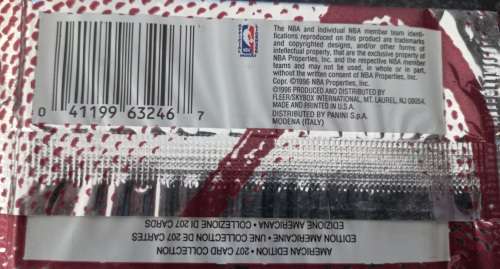 The NBA and individual NBA member team identi-
fications reproduced on this product are trademarks
and copyrighted designs, and/or other forms of
intellectual property, that are the exclusive property of
NBA Properties, Inc. and the respective NBA member
teams and may not be used, in whole or in part,
without the written consent of NBA Properties, Inc.
Copr. ©1996 NBA Properties, Inc.
©1996 PRODUCED AND DISTRIBUTED BY
FLEER/SKYBOX INTERNATIONAL, MT. LAUREL, NJ 08054.
MADE AND PRINTED IN U.S.A.
DISTRIBUTED BY PANINI S.p.A.
MODENA (ITALY)
0 41199 63246 7
AMERICAN EDITION • 207 CARD COLLECTION
EDITION AMERICAINE • UNE COLLECTION DE 207 CARTES
EDIZIONE AMERICANA • COLLEZIONE DI 207 CARDS